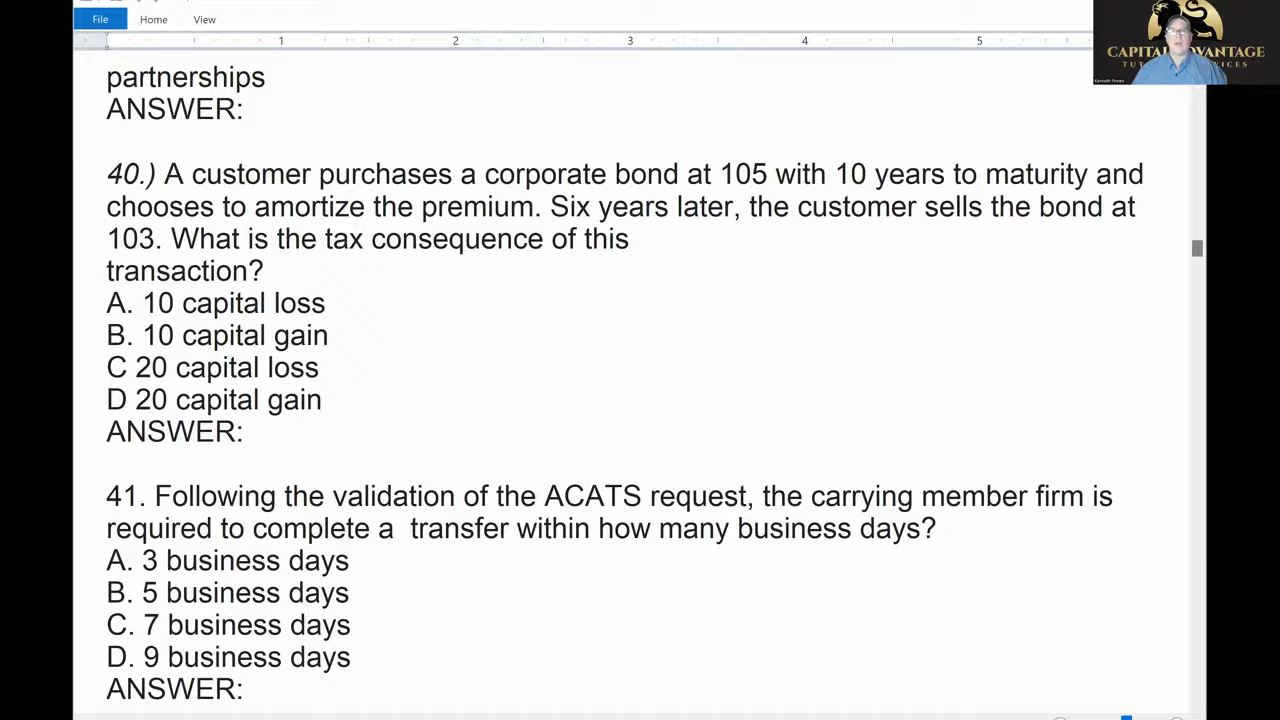 File Home View
1 2 3 4 5
CAPITAL ADVANTAGE
partnerships
ANSWER:
40.) A customer purchases a corporate bond at 105 with 10 years to maturity and
chooses to amortize the premium. Six years later, the customer sells the bond at
103. What is the tax consequence of this
transaction?
A. 10 capital loss
B. 10 capital gain
C 20 capital loss
D 20 capital gain
ANSWER:
41. Following the validation of the ACATS request, the carrying member firm is
required to complete a  transfer within how many business days?
A. 3 business days
B. 5 business days
C. 7 business days
D. 9 business days
ANSWER: